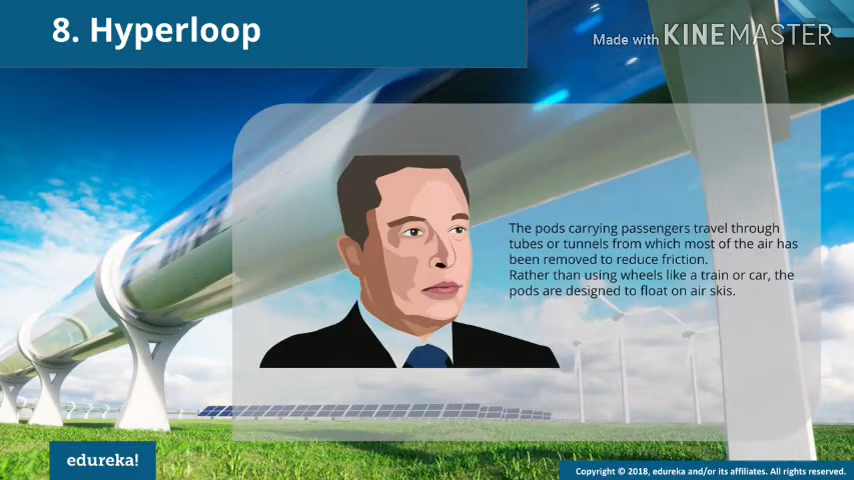 8. Hyperloop
Made with KINEMASTER
The pods carrying passengers travel through
tubes or tunnels from which most of the air has
been removed to reduce friction.
Rather than using wheels like a train or car, the
pods are designed to float on air skis.
edureka!
Copyright © 2018, edureka and/or its affiliates. All rights reserved.